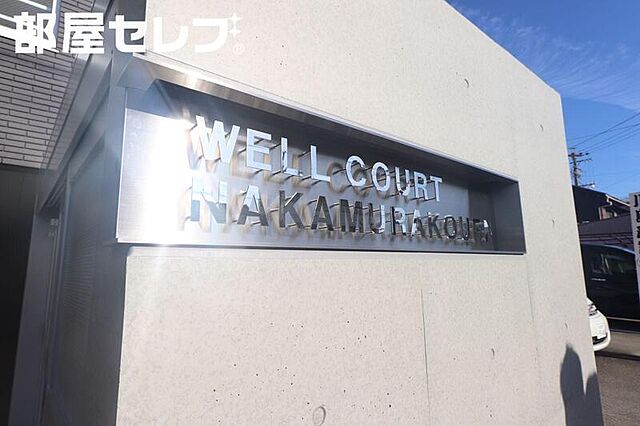 部屋セレブ
WELL COURT
NAKAMURAKOUEN